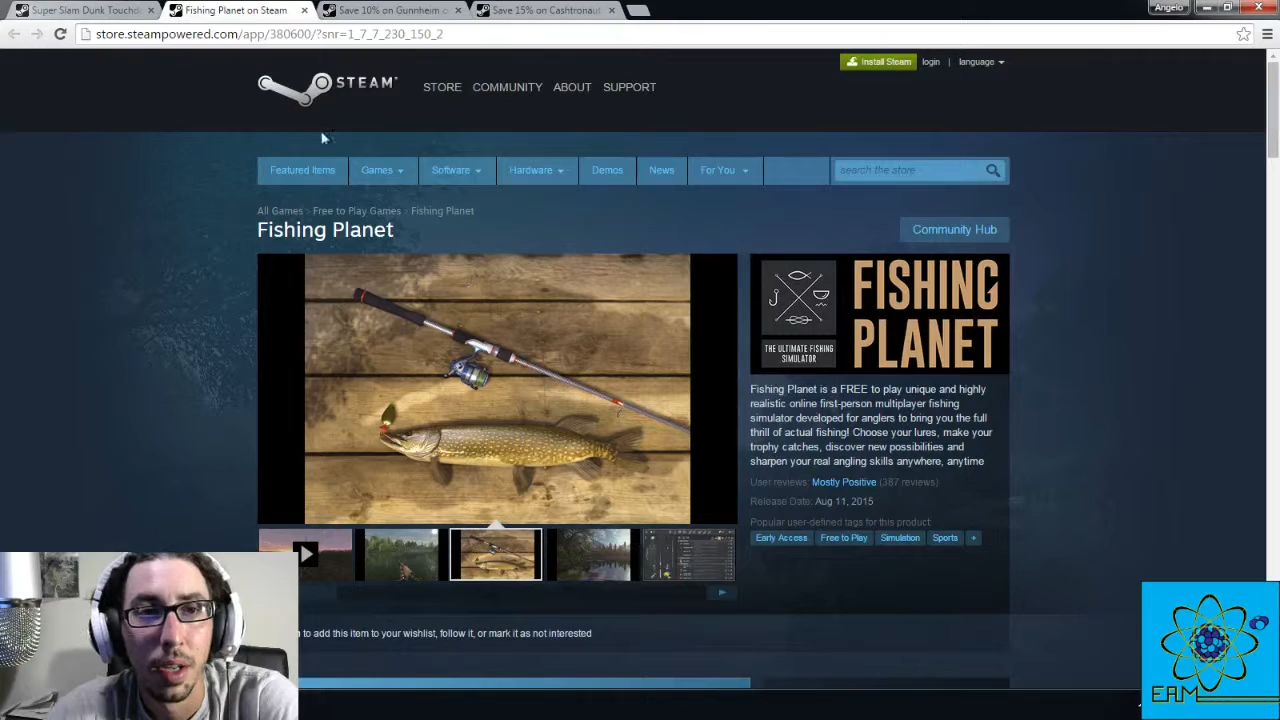 Super Slam Dunk Touchd
Fishing Planet on Steam
Save 10% on Gunnheim o
Save 15% on Cashtronaut
Angelo
store.steampowered.com/app/380600/?snr=1_7_7_230_150_2
Install Steam login | language
STEAM STORE COMMUNITY ABOUT SUPPORT
Featured Items Games Software Hardware Demos News For You search the store
All Games > Free to Play Games > Fishing Planet
Fishing Planet
Community Hub
FISHING
PLANET
THE ULTIMATE FISHING
SIMULATOR
Fishing Planet is a FREE to play unique and highly
realistic online first-person multiplayer fishing
simulator developed for anglers to bring you the full
thrill of actual fishing! Choose your lures, make your
trophy catches, discover new possibilities and
sharpen your real angling skills anywhere, anytime
User reviews: Mostly Positive (387 reviews)
Release Date: Aug 11, 2015
Popular user-defined tags for this product:
Early Access Free to Play Simulation Sports +
to add this item to your wishlist, follow it, or mark it as not interested
EAM